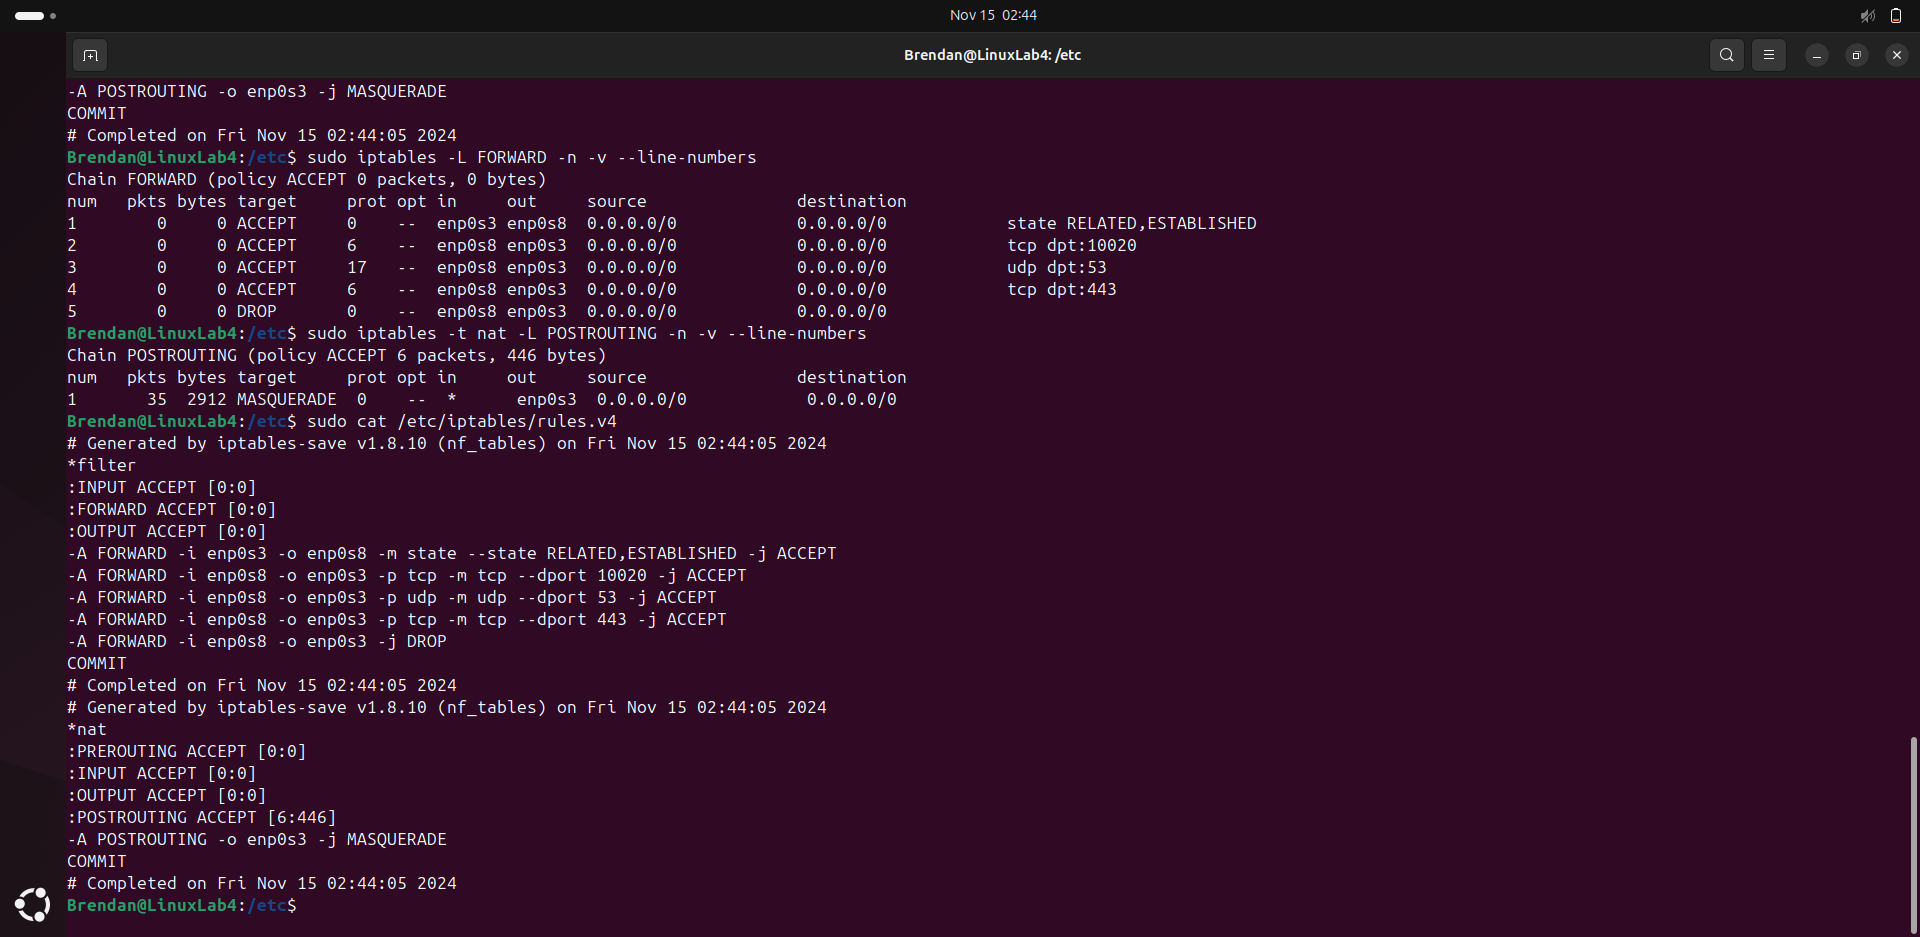 Nov 15 02:44
Brendan@LinuxLab4: /etc
-A POSTROUTING -o enp0s3 -j MASQUERADE
COMMIT
# Completed on Fri Nov 15 02:44:05 2024
Brendan@LinuxLab4:/etc$ sudo iptables -L FORWARD -n -v --line-numbers
Chain FORWARD (policy ACCEPT 0 packets, 0 bytes)
num   pkts bytes target     prot opt in     out     source               destination
1        0     0 ACCEPT     0    --  enp0s3 enp0s8  0.0.0.0/0            0.0.0.0/0            state RELATED,ESTABLISHED
2        0     0 ACCEPT     6    --  enp0s8 enp0s3  0.0.0.0/0            0.0.0.0/0            tcp dpt:10020
3        0     0 ACCEPT     17   --  enp0s8 enp0s3  0.0.0.0/0            0.0.0.0/0            udp dpt:53
4        0     0 ACCEPT     6    --  enp0s8 enp0s3  0.0.0.0/0            0.0.0.0/0            tcp dpt:443
5        0     0 DROP       0    --  enp0s8 enp0s3  0.0.0.0/0            0.0.0.0/0
Brendan@LinuxLab4:/etc$ sudo iptables -t nat -L POSTROUTING -n -v --line-numbers
Chain POSTROUTING (policy ACCEPT 6 packets, 446 bytes)
num   pkts bytes target     prot opt in     out     source               destination
1       35  2912 MASQUERADE  0    --  *      enp0s3  0.0.0.0/0            0.0.0.0/0
Brendan@LinuxLab4:/etc$ sudo cat /etc/iptables/rules.v4
# Generated by iptables-save v1.8.10 (nf_tables) on Fri Nov 15 02:44:05 2024
*filter
:INPUT ACCEPT [0:0]
:FORWARD ACCEPT [0:0]
:OUTPUT ACCEPT [0:0]
-A FORWARD -i enp0s3 -o enp0s8 -m state --state RELATED,ESTABLISHED -j ACCEPT
-A FORWARD -i enp0s8 -o enp0s3 -p tcp -m tcp --dport 10020 -j ACCEPT
-A FORWARD -i enp0s8 -o enp0s3 -p udp -m udp --dport 53 -j ACCEPT
-A FORWARD -i enp0s8 -o enp0s3 -p tcp -m tcp --dport 443 -j ACCEPT
-A FORWARD -i enp0s8 -o enp0s3 -j DROP
COMMIT
# Completed on Fri Nov 15 02:44:05 2024
# Generated by iptables-save v1.8.10 (nf_tables) on Fri Nov 15 02:44:05 2024
*nat
:PREROUTING ACCEPT [0:0]
:INPUT ACCEPT [0:0]
:OUTPUT ACCEPT [0:0]
:POSTROUTING ACCEPT [6:446]
-A POSTROUTING -o enp0s3 -j MASQUERADE
COMMIT
# Completed on Fri Nov 15 02:44:05 2024
Brendan@LinuxLab4:/etc$